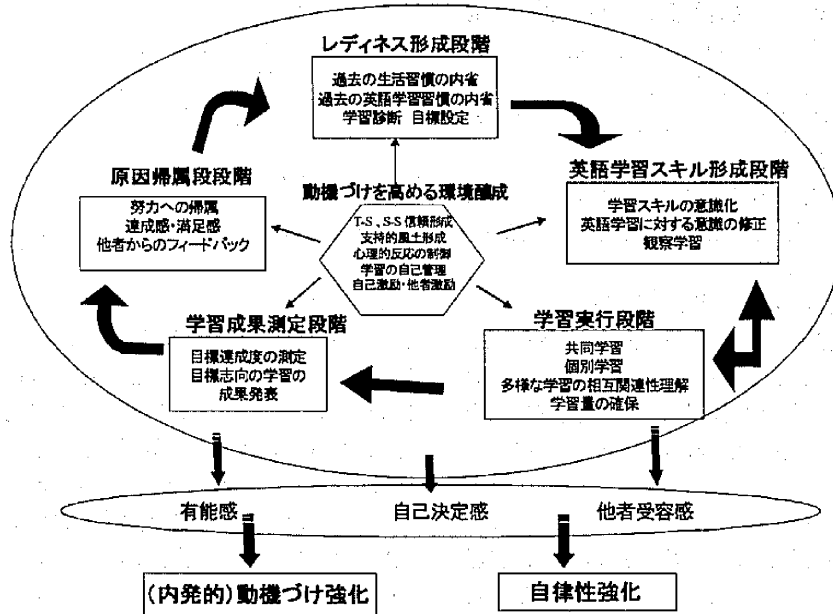 レディネス形成段階
過去の生活習慣の内省
過去の英語学習習慣の内省
学習診断 目標設定
原因帰属段段階
努力への帰属
達成感・満足感
他者からのフィードバック
動機づけを高める環境醸成
T-S、S-S信頼形成
支持的風土形成
心理的反応の制御
学習の自己管理
自己激励・他者激励
英語学習スキル形成段階
学習スキルの意識化
英語学習に対する意識の修正
観察学習
学習成果測定段階
目標達成度の測定
目標志向の学習の
成果発表
学習実行段階
共同学習
個別学習
多様な学習の相互関連性理解
学習量の確保
有能感
自己決定感
他者受容感
(内発的)動機づけ強化
自律性強化